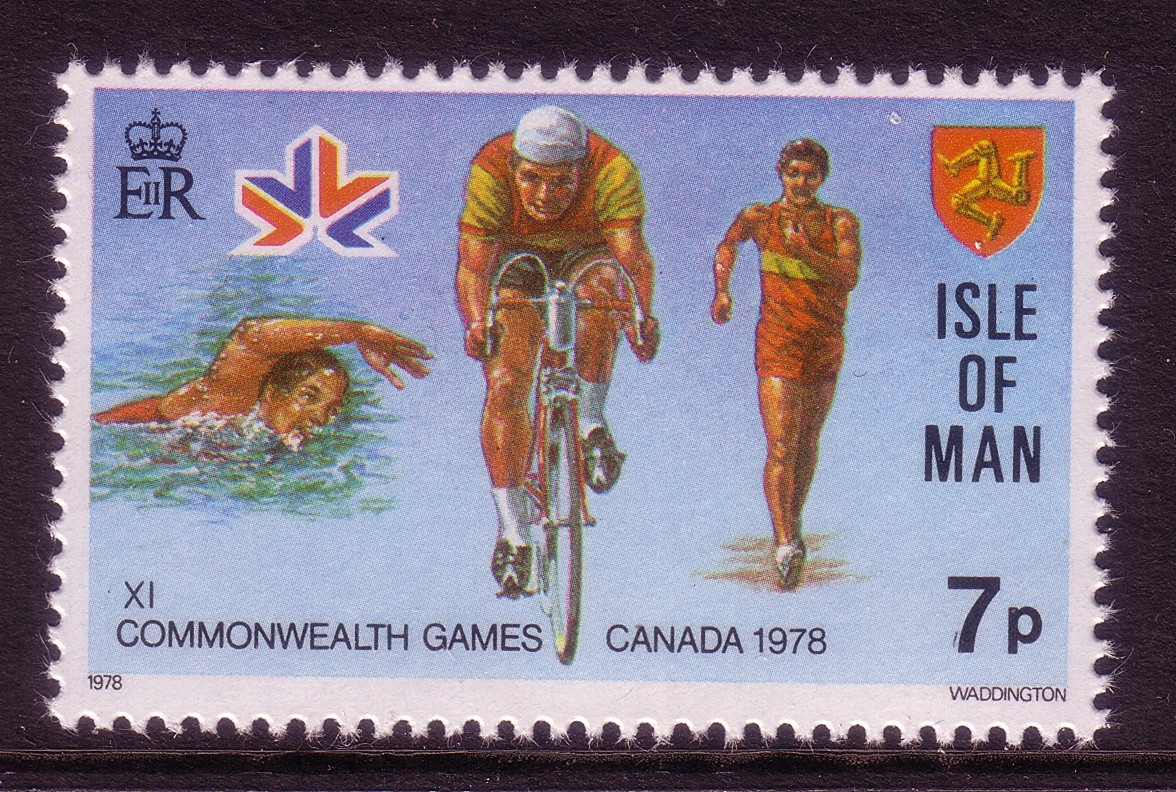 EIIR
ISLE
OF
MAN
XI
COMMONWEALTH GAMES CANADA 1978
7p
1978
WADDINGTON